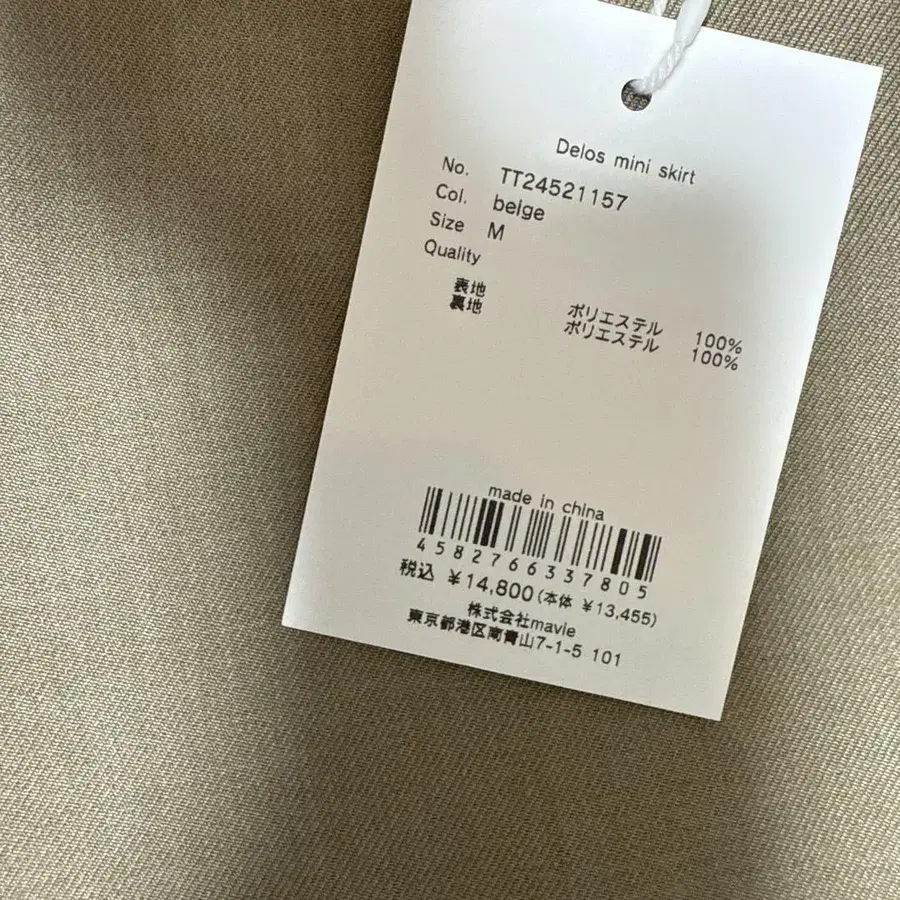 Delos mini skirt
No. TT24521157
Col. beige
Size M
Quality
表地 ポリエステル 100%
裏地 ポリエステル 100%
made in china
4582766337805
税込 ¥14,800(本体 ¥13,455)
株式会社mavie
東京都港区南青山7-1-5 101